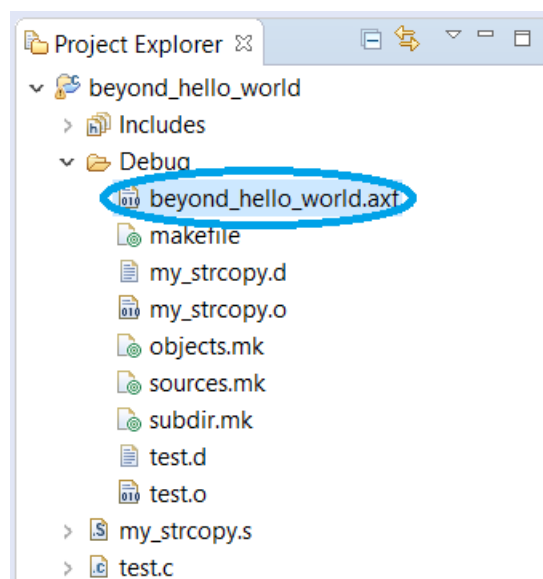 Project Explorer
beyond_hello_world
Includes
Debug
beyond_hello_world.axf
makefile
my_strcopy.d
my_strcopy.o
objects.mk
sources.mk
subdir.mk
test.d
test.o
my_strcopy.s
test.c